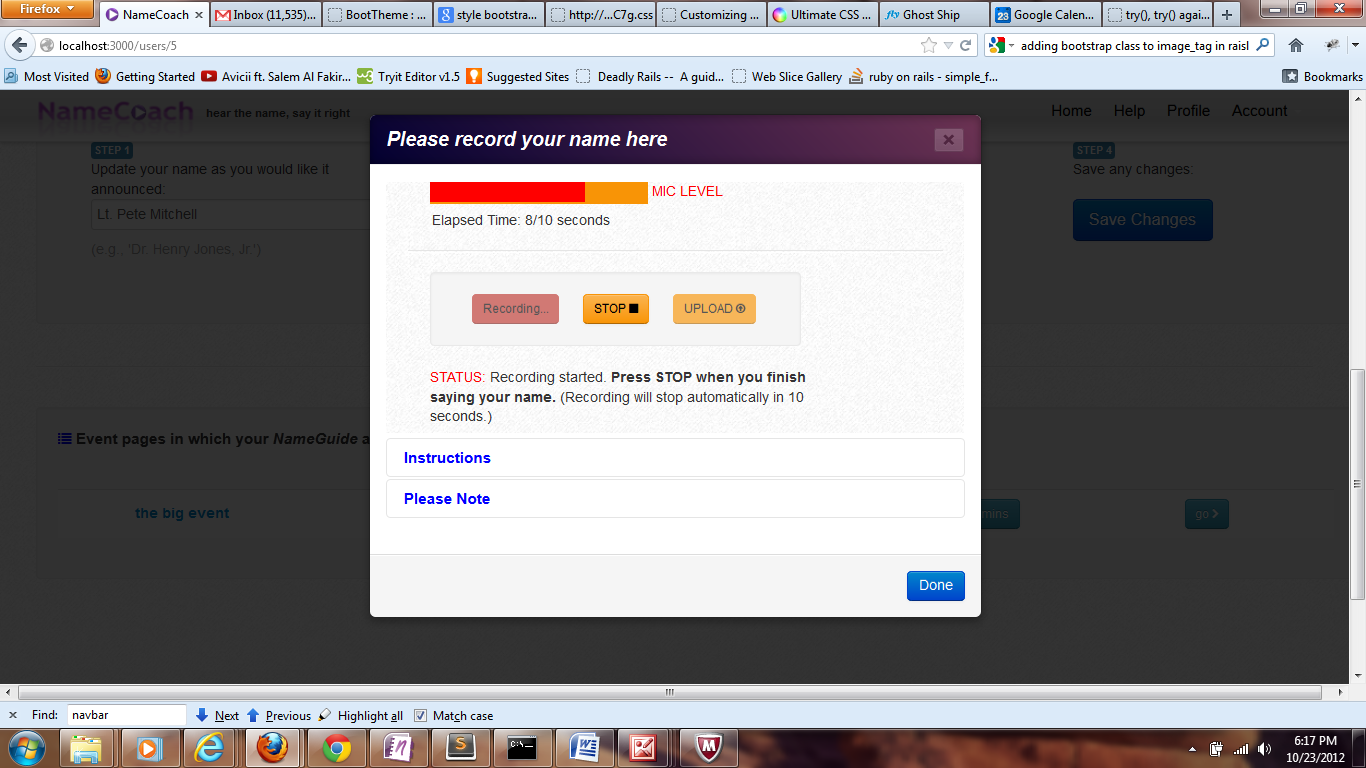 Firefox
NameCoach
Inbox (11,535)...
BootTheme : ...
style bootstra...
http://...C7g.css
Customizing ...
Ultimate CSS ...
fly Ghost Ship
23 Google Calen...
try(), try() agai...
localhost:3000/users/5
adding bootstrap class to image_tag in raisl
Most Visited
Getting Started
Avicii ft. Salem Al Fakir...
Tryit Editor v1.5
Suggested Sites
Deadly Rails -- A guid...
Web Slice Gallery
ruby on rails - simple_f...
Bookmarks
NameCoach hear the name, say it right
Home Help Profile Account
STEP 1
Update your name as you would like it
announced:
Lt. Pete Mitchell
(e.g., 'Dr. Henry Jones, Jr.')
STEP 4
Save any changes:
Save Changes
Please record your name here
MIC LEVEL
Elapsed Time: 8/10 seconds
Recording... STOP UPLOAD
STATUS: Recording started. Press STOP when you finish
saying your name. (Recording will stop automatically in 10
seconds.)
Instructions
Please Note
Done
Event pages in which your NameGuide a
the big event
mins
go
Find: navbar Next Previous Highlight all Match case
6:17 PM
10/23/2012